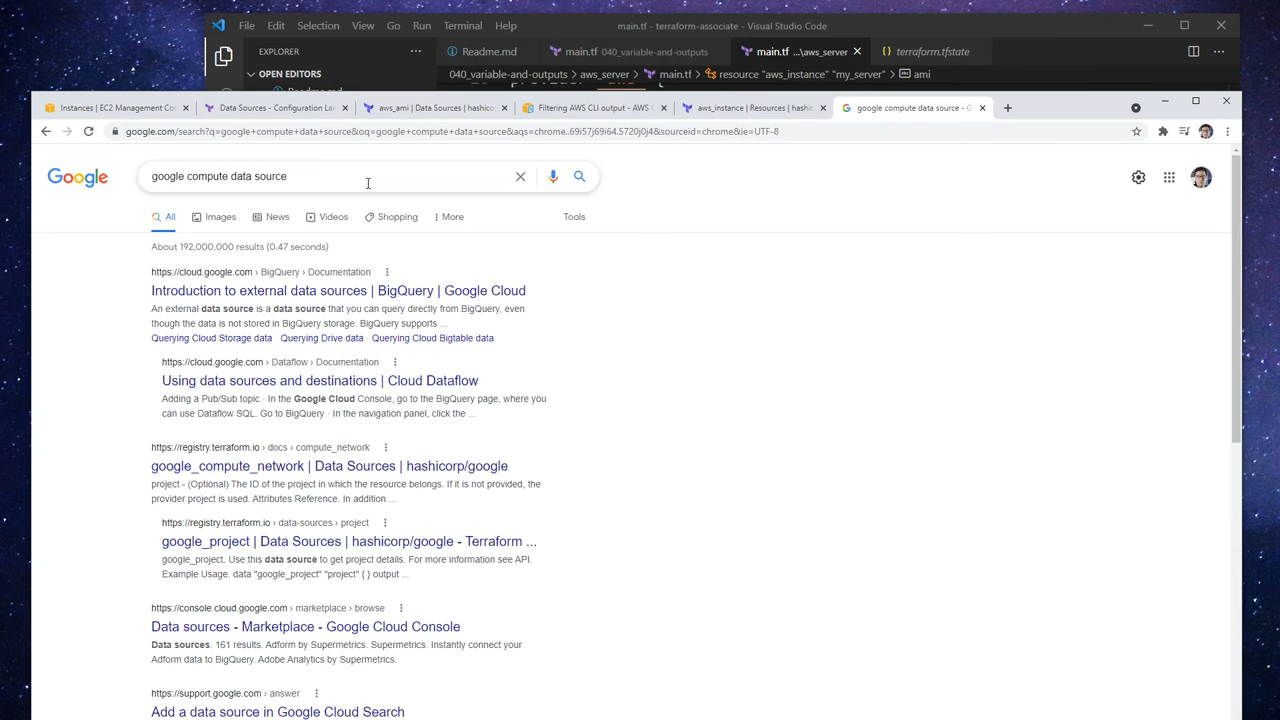 File Edit Selection View Go Run Terminal Help
main.tf - terraform-associate - Visual Studio Code
EXPLORER
Readme.md
main.tf 040_variable-and-outputs
main.tf ...\aws_server
terraform.tfstate
OPEN EDITORS
040_variable-and-outputs > aws_server > main.tf > resource "aws_instance" "my_server" > ami
Instances | EC2 Management Con
Data Sources - Configuration Lan
aws_ami | Data Sources | hashicor
Filtering AWS CLI output - AWS C
aws_instance | Resources | hashic
google compute data source - G
google.com/search?q=google+compute+data+source&oq=google+compute+data+source&aqs=chrome..69i57j69i64.5720j0j4&sourceid=chrome&ie=UTF-8
Google
google compute data source
All Images News Videos Shopping More Tools
About 192,000,000 results (0.47 seconds)
https://cloud.google.com › BigQuery › Documentation
Introduction to external data sources | BigQuery | Google Cloud
An external data source is a data source that you can query directly from BigQuery, even
though the data is not stored in BigQuery storage. BigQuery supports ...
Querying Cloud Storage data · Querying Drive data · Querying Cloud Bigtable data
https://cloud.google.com › Dataflow › Documentation
Using data sources and destinations | Cloud Dataflow
Adding a Pub/Sub topic · In the Google Cloud Console, go to the BigQuery page, where you
can use Dataflow SQL. Go to BigQuery · In the navigation panel, click the ...
https://registry.terraform.io › docs › compute_network
google_compute_network | Data Sources | hashicorp/google
project - (Optional) The ID of the project in which the resource belongs. If it is not provided, the
provider project is used. Attributes Reference. In addition ...
https://registry.terraform.io › data-sources › project
google_project | Data Sources | hashicorp/google - Terraform ...
google_project. Use this data source to get project details. For more information see API.
Example Usage. data "google_project" "project" { } output ...
https://console.cloud.google.com › marketplace › browse
Data sources - Marketplace - Google Cloud Console
Data sources. 161 results. Adform by Supermetrics. Supermetrics. Instantly connect your
Adform data to BigQuery. Adobe Analytics by Supermetrics.
https://support.google.com › answer
Add a data source in Google Cloud Search